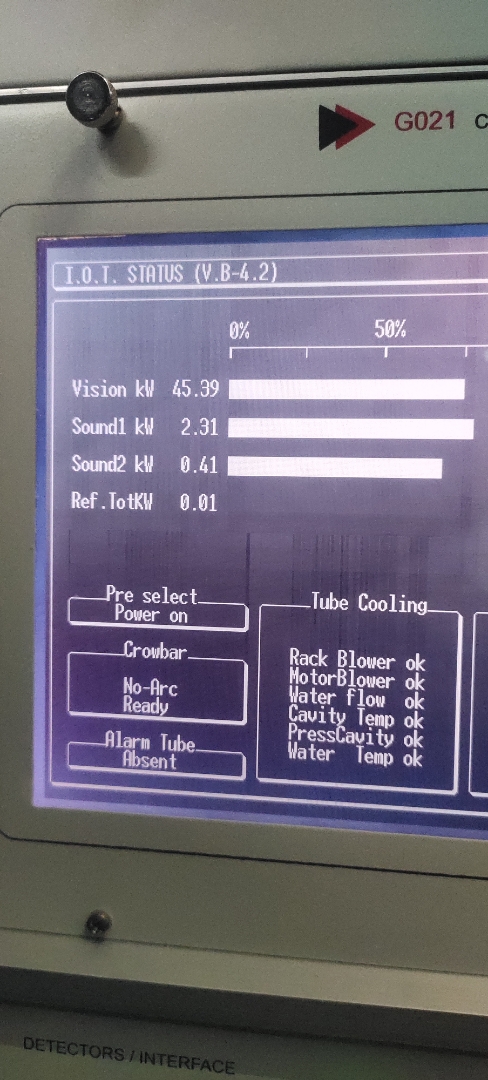 G021 C
I.O.T. STATUS (V.B-4.2)
0% 50%
Vision kW 45.39
Sound1 kW 2.31
Sound2 kW 0.41
Ref.TotKW 0.01
Pre select
Power on
Crowbar
No-Arc
Ready
Alarm Tube
Absent
Tube Cooling
Rack Blower ok
MotorBlower ok
Water flow ok
Cavity Temp ok
PressCavity ok
Water Temp ok
DETECTORS / INTERFACE